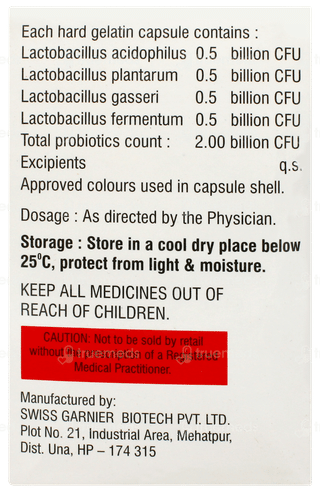 Each hard gelatin capsule contains :
Lactobacillus acidophilus 0.5 billion CFU
Lactobacillus plantarum 0.5 billion CFU
Lactobacillus gasseri 0.5 billion CFU
Lactobacillus fermentum 0.5 billion CFU
Total probiotics count : 2.00 billion CFU
Excipients q.s.
Approved colours used in capsule shell.
Dosage : As directed by the Physician.
Storage : Store in a cool dry place below
25⁰C, protect from light & moisture.
KEEP ALL MEDICINES OUT OF
REACH OF CHILDREN.
CAUTION: Not to be sold by retail
without of a
truemeds
Medical Practitioner.
Manufactured by:
SWISS GARNIER BIOTECH PVT. LTD.
Plot No. 21, Industrial Area, Mehatpur,
Dist. Una, HP – 174 315